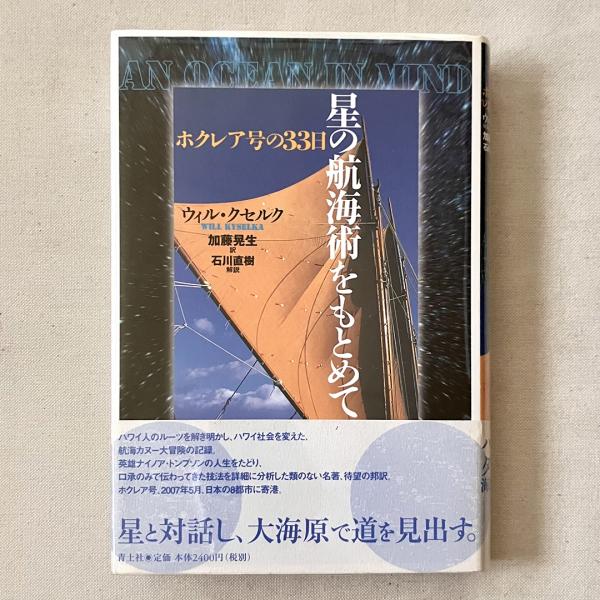 AN OCEAN IN MIND
星の航海術をもとめて
ホクレア号の33日
ウィル・クセルク
WILL KYSELKA
加藤晃生
訳
石川直樹
解説
ハワイ人のルーツを解き明かし、ハワイ社会を変えた、
航海カヌー大冒険の記録。
英雄ナイノア・トンプソンの人生をたどり、
口承のみで伝わってきた技法を詳細に分析した類のない名著、待望の邦訳。
ホクレア号、2007年5月、日本の8都市に寄港。
星と対話し、大海原で道を見出す。
青土社◉定価 本体2400円(税別)